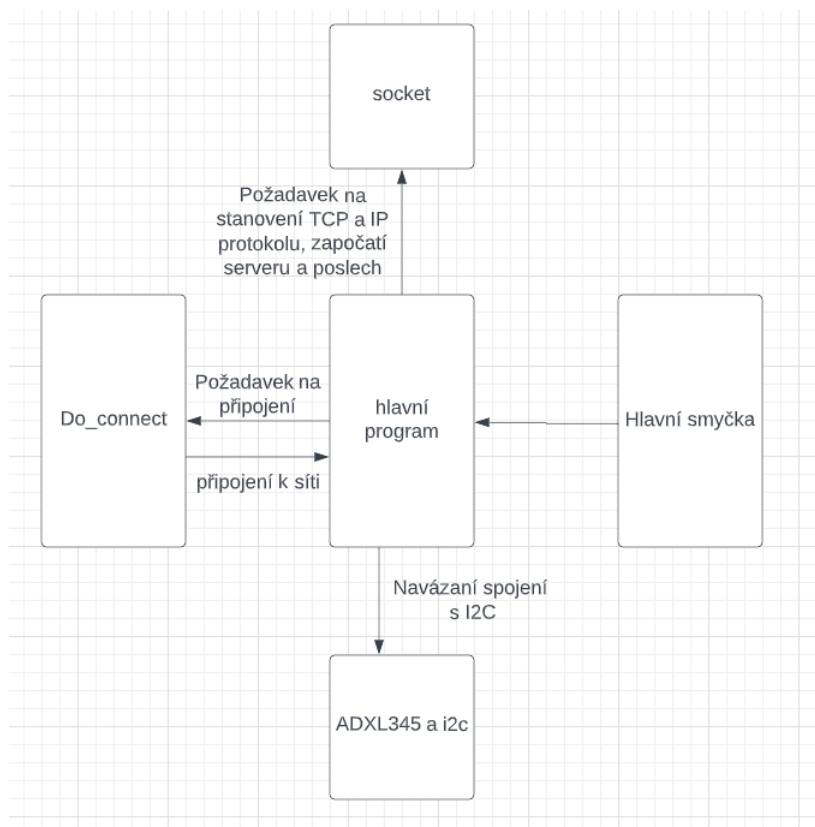 socket
Požadavek na
stanovení TCP a IP
protokolu, započatí
serveru a poslech
Do_connect
Požadavek na
připojení
připojení k síti
hlavní
program
Hlavní smyčka
Navázaní spojení
s I2C
ADXL345 a i2c